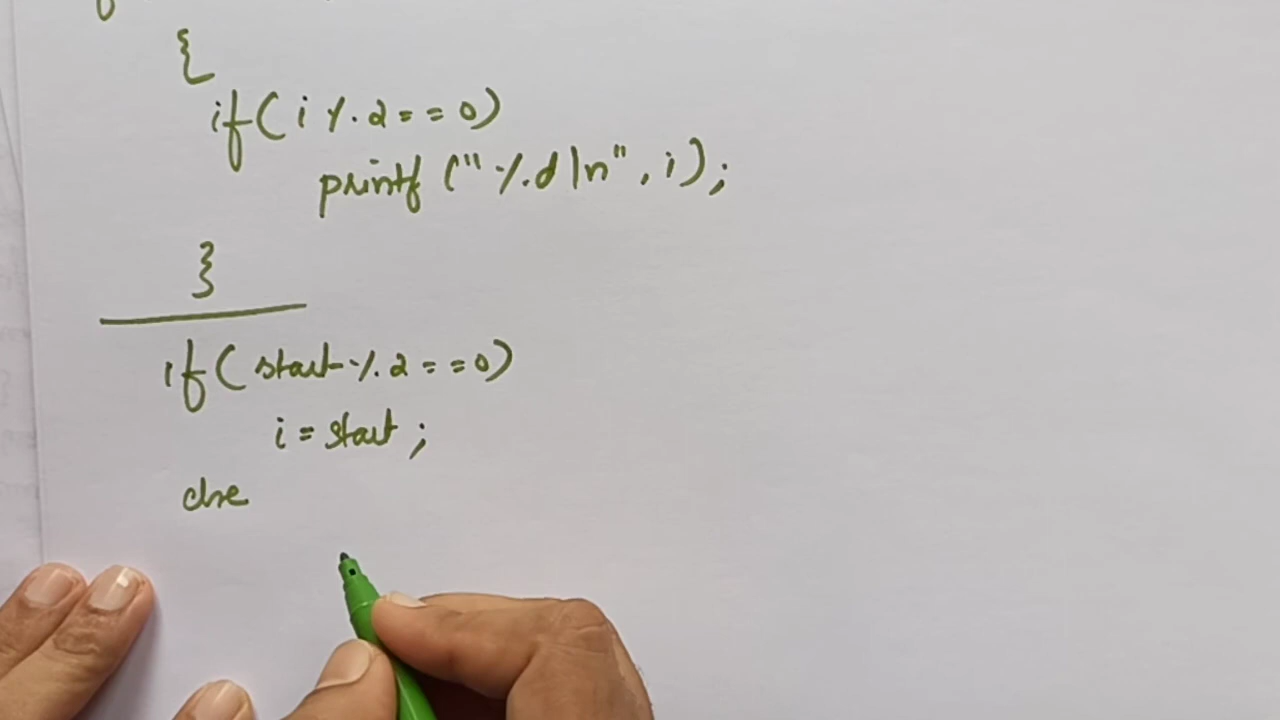 {
if(i%2==0)
printf("%d\n", i);
}
if(start%2==0)
i=start;
else